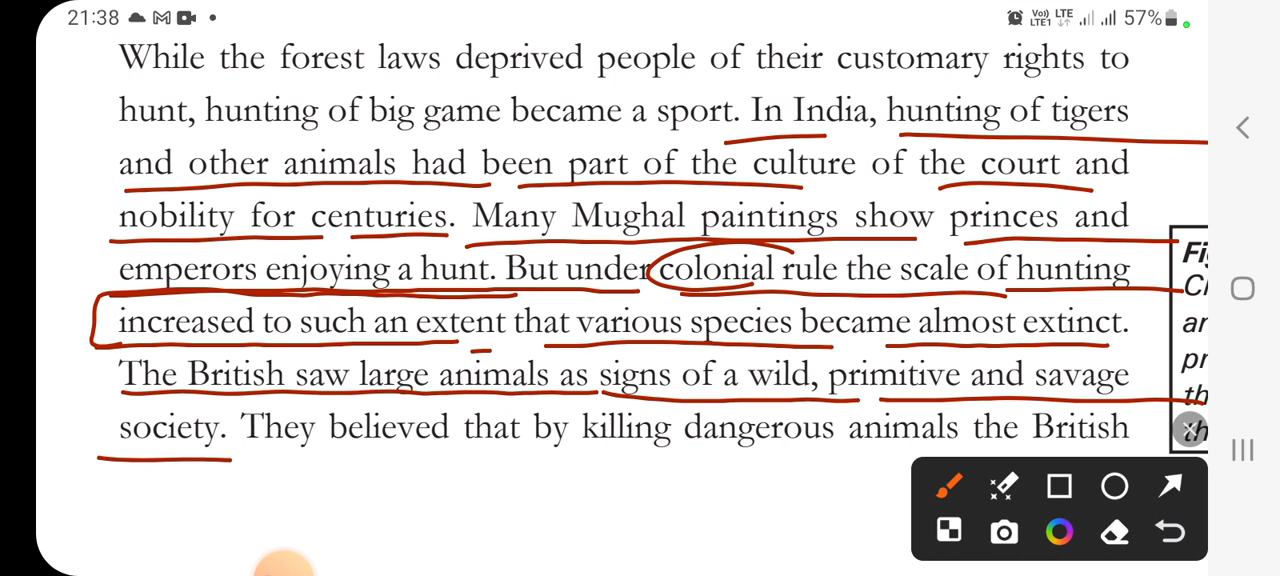 21:38
Vo)) LTE
LTE1
57%
While the forest laws deprived people of their customary rights to
hunt, hunting of big game became a sport. In India, hunting of tigers
and other animals had been part of the culture of the court and
nobility for centuries. Many Mughal paintings show princes and
emperors enjoying a hunt. But under colonial rule the scale of hunting
increased to such an extent that various species became almost extinct.
The British saw large animals as signs of a wild, primitive and savage
society. They believed that by killing dangerous animals the British